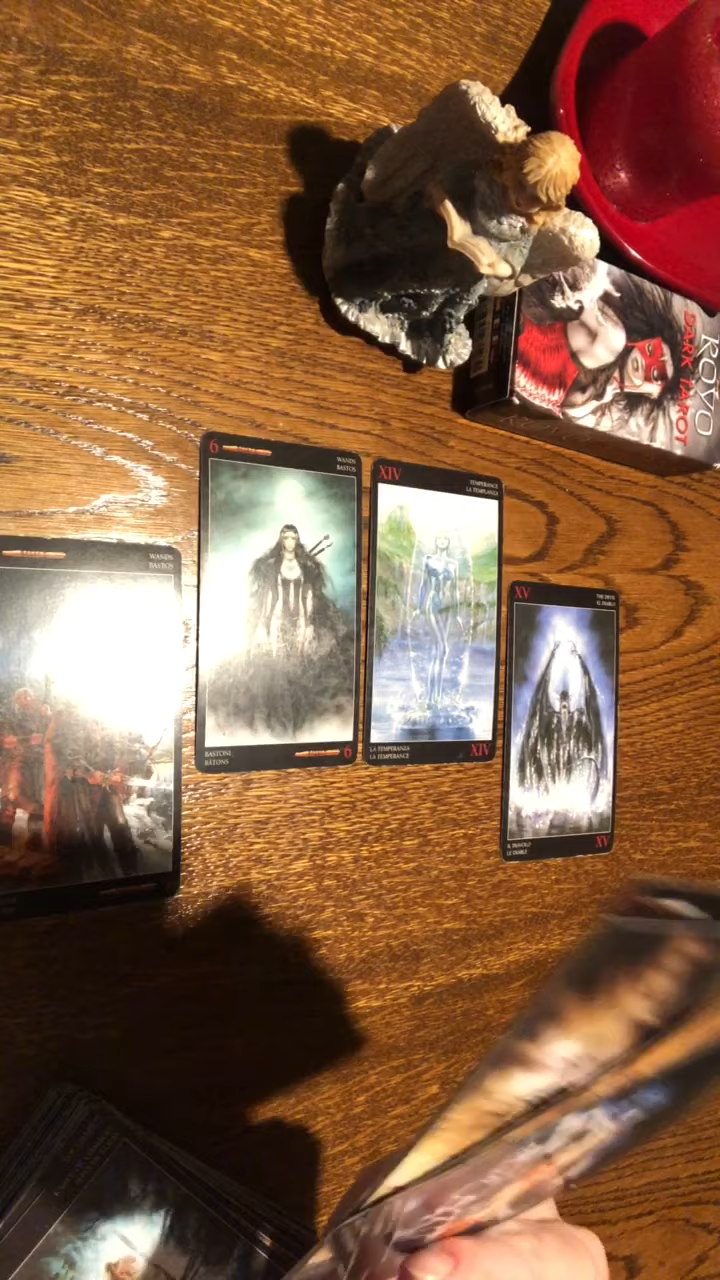 ROYO
DARK TAROT
6
WANDS
BASTOS
BASTONI
BÂTONS
6
XIV
TEMPERANCE
LA TEMPLANZA
LA TEMPERANZA
LA TEMPÉRANCE
XIV
XV
THE DEVIL
EL DIABLO
IL DIAVOLO
LE DIABLE
XV
WANDS
BASTOS